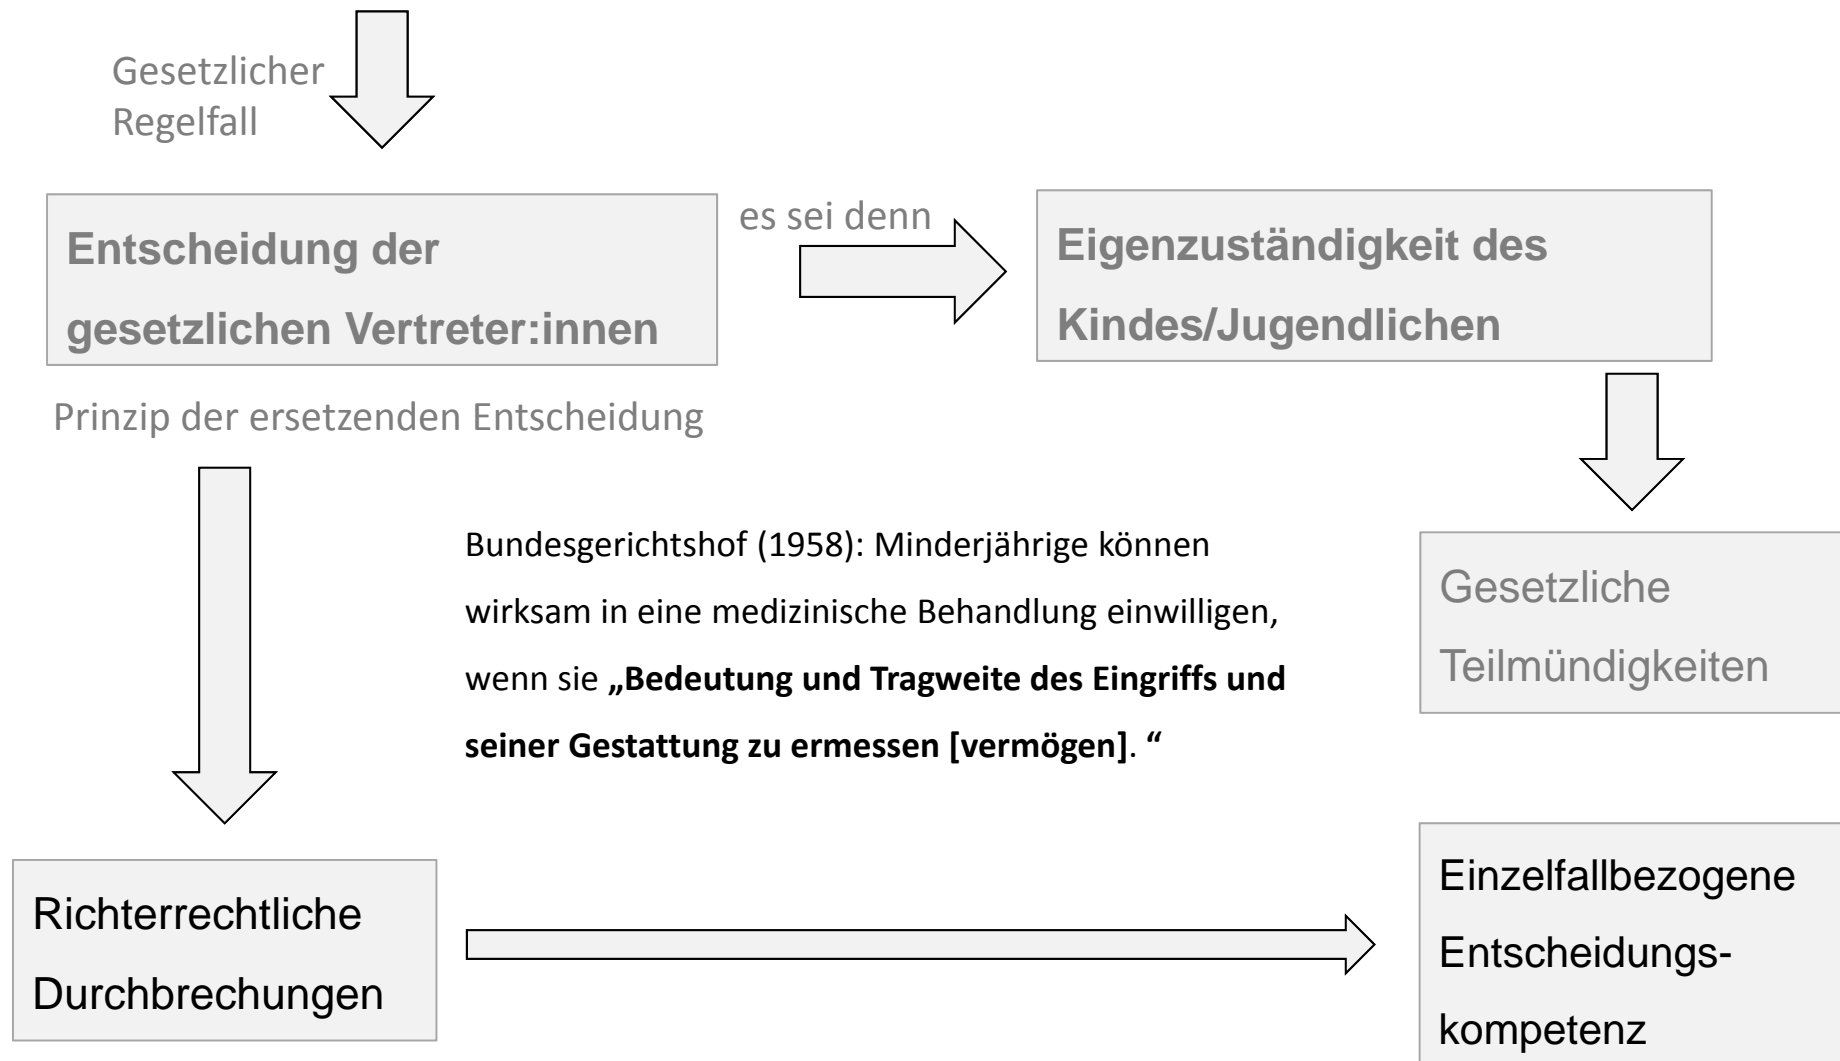 Gesetzlicher
Regelfall
Entscheidung der
gesetzlichen Vertreter:innen
es sei denn
Eigenzuständigkeit des
Kindes/Jugendlichen
Prinzip der ersetzenden Entscheidung
Bundesgerichtshof (1958): Minderjährige können
wirksam in eine medizinische Behandlung einwilligen,
wenn sie „Bedeutung und Tragweite des Eingriffs und
seiner Gestattung zu ermessen [vermögen]. “
Gesetzliche
Teilmündigkeiten
Richterrechtliche
Durchbrechungen
Einzelfallbezogene
Entscheidungs-
kompetenz